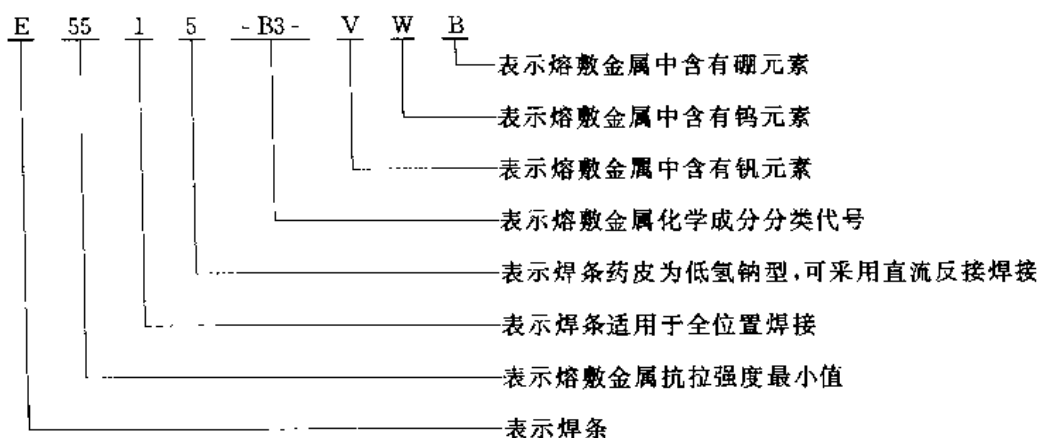 E 55 1 5 -B3- V W B
表示熔敷金属中含有硼元素
表示熔敷金属中含有钨元素
表示熔敷金属中含有钒元素
表示熔敷金属化学成分分类代号
表示焊条药皮为低氢钠型,可采用直流反接焊接
表示焊条适用于全位置焊接
表示熔敷金属抗拉强度最小值
表示焊条